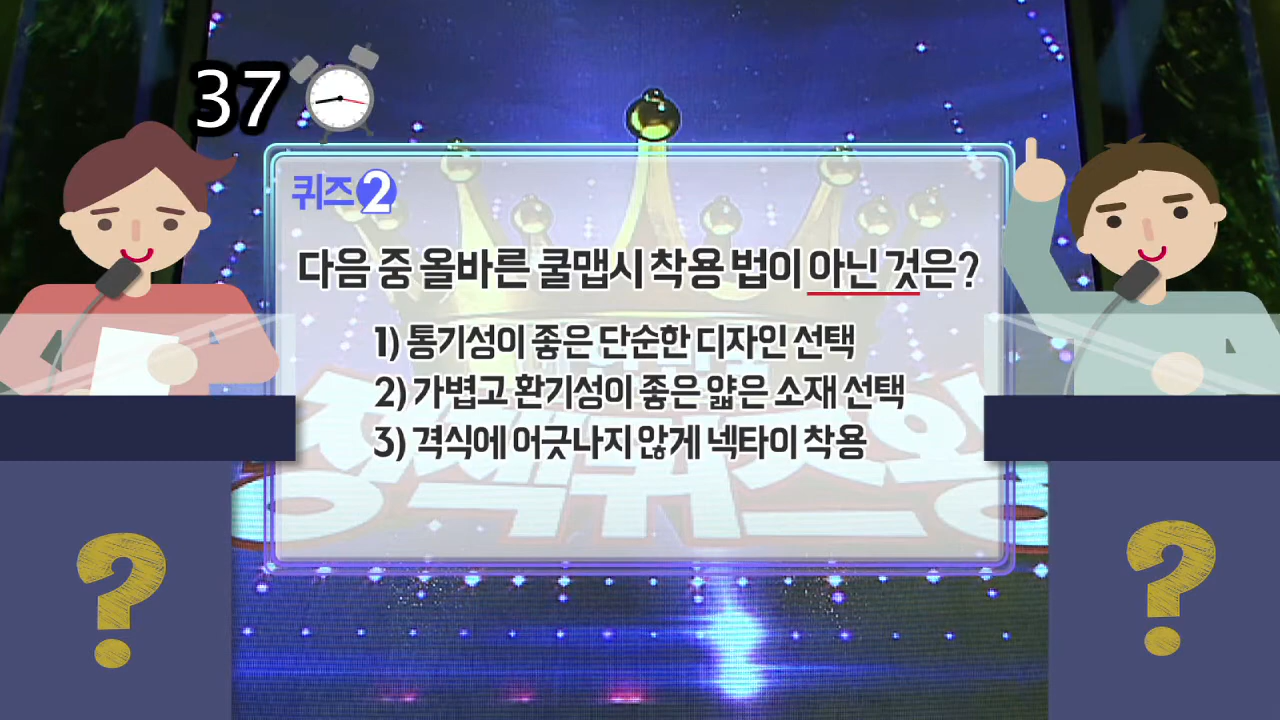 37
퀴즈2
다음 중 올바른 쿨맵시 착용 법이 아닌 것은?
1) 통기성이 좋은 단순한 디자인 선택
2) 가볍고 환기성이 좋은 얇은 소재 선택
3) 격식에 어긋나지 않게 넥타이 착용